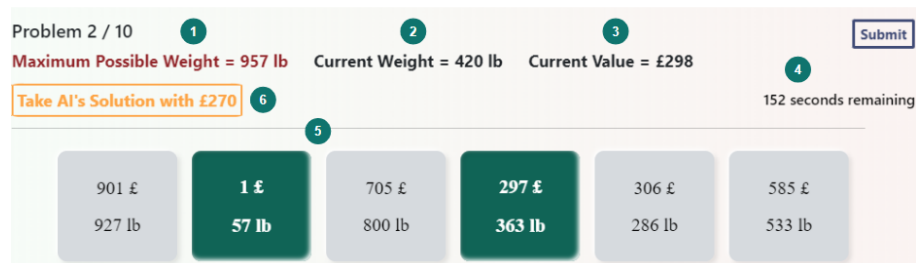 Problem 2 / 10 1 2 3 Submit
Maximum Possible Weight = 957 lb Current Weight = 420 lb Current Value = £298
4
Take AI's Solution with £270 6 152 seconds remaining
5
901 £ 1 £ 705 £ 297 £ 306 £ 585 £
927 lb 57 lb 800 lb 363 lb 286 lb 533 lb